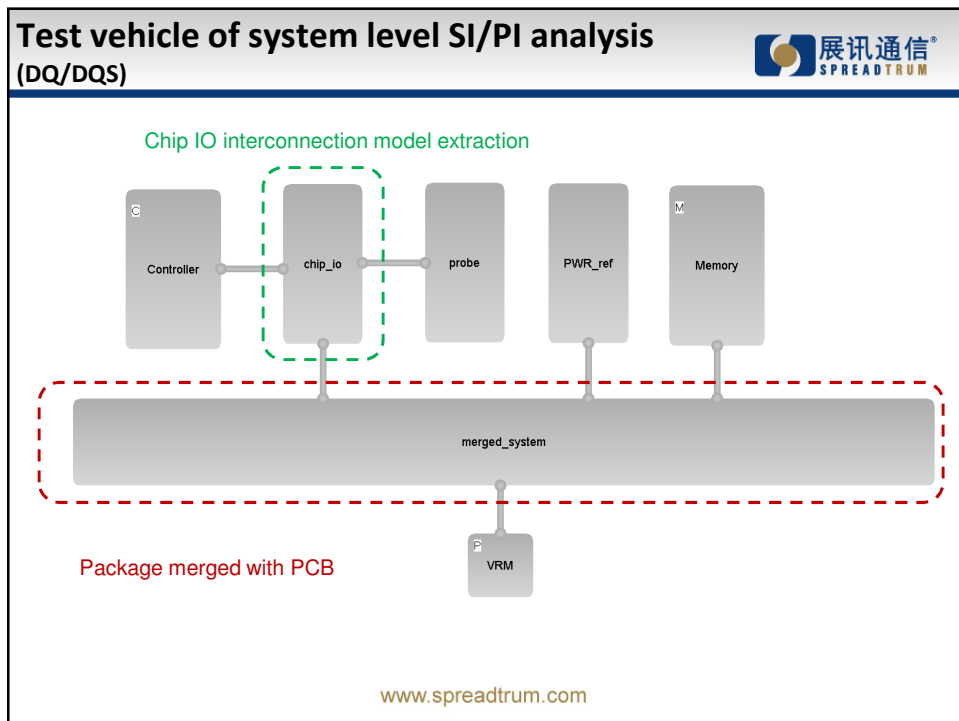 Test vehicle of system level SI/PI analysis
(DQ/DQS)
展讯通信®
SPREADTRUM
Chip IO interconnection model extraction
C
Controller
chip_io
probe
PWR_ref
M
Memory
merged_system
P
VRM
Package merged with PCB
www.spreadtrum.com